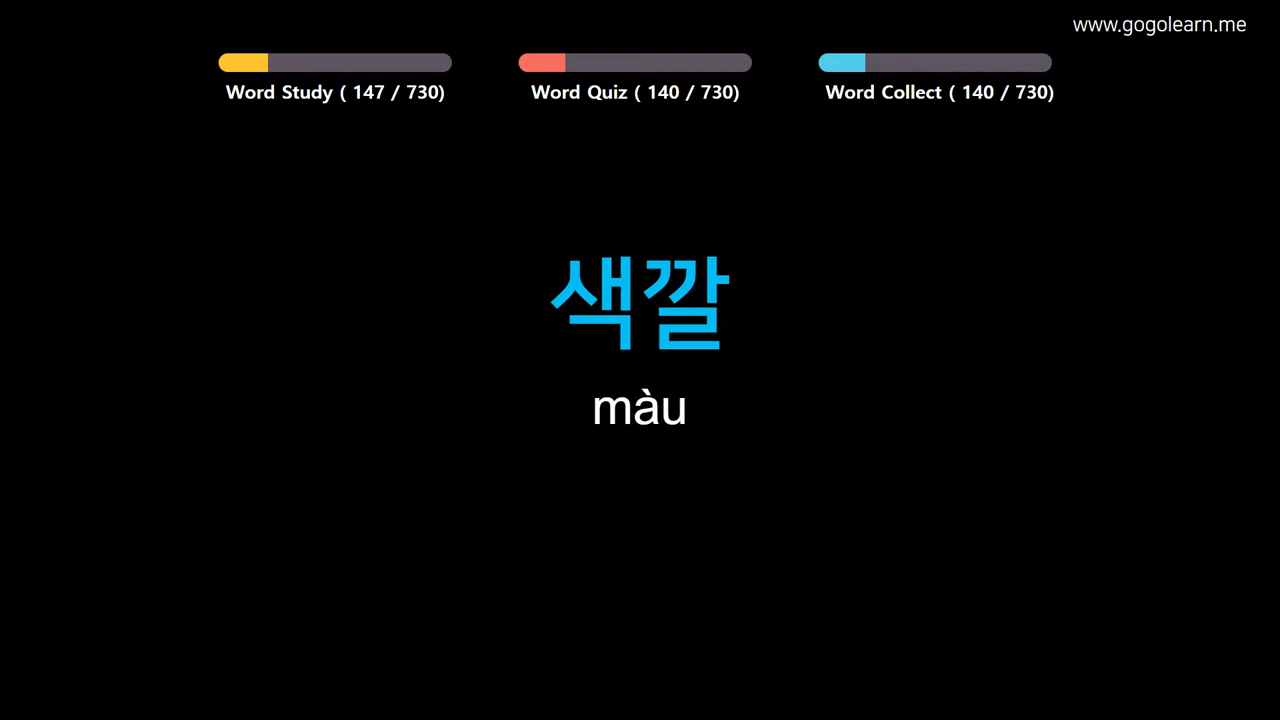 www.gogolearn.me
Word Study ( 147 / 730)
Word Quiz ( 140 / 730)
Word Collect ( 140 / 730)
색깔
màu